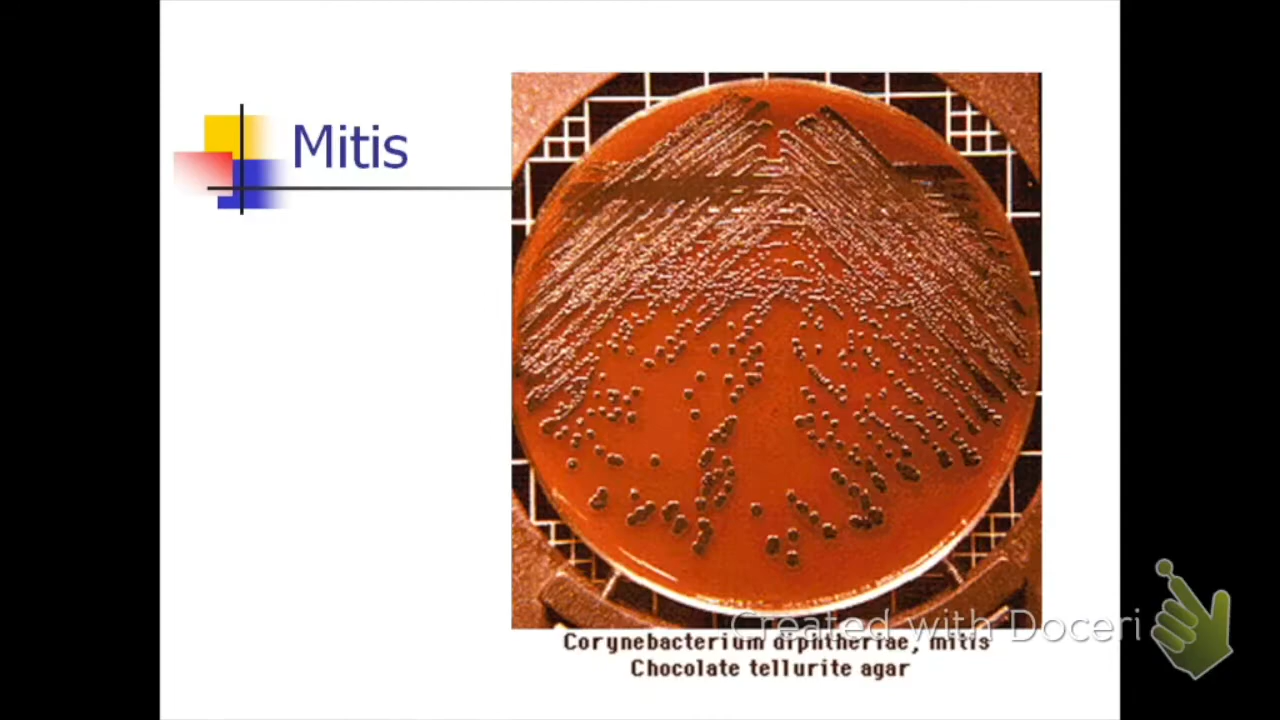 Mitis
Created with Doceri
Corynebacterium diphtheriae, mitis
Chocolate tellurite agar